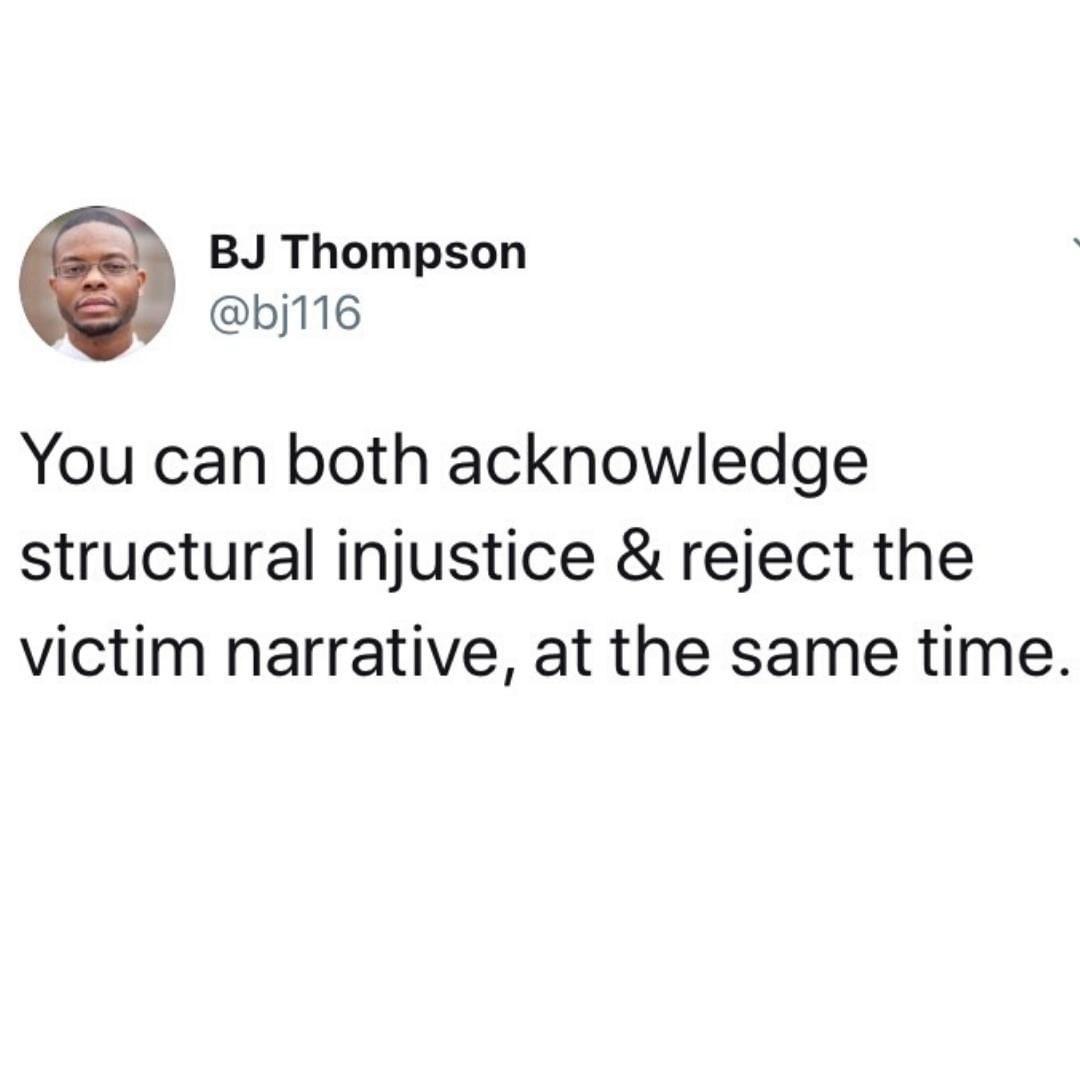 BJ Thompson
@bj116
You can both acknowledge
structural injustice & reject the
victim narrative, at the same time.